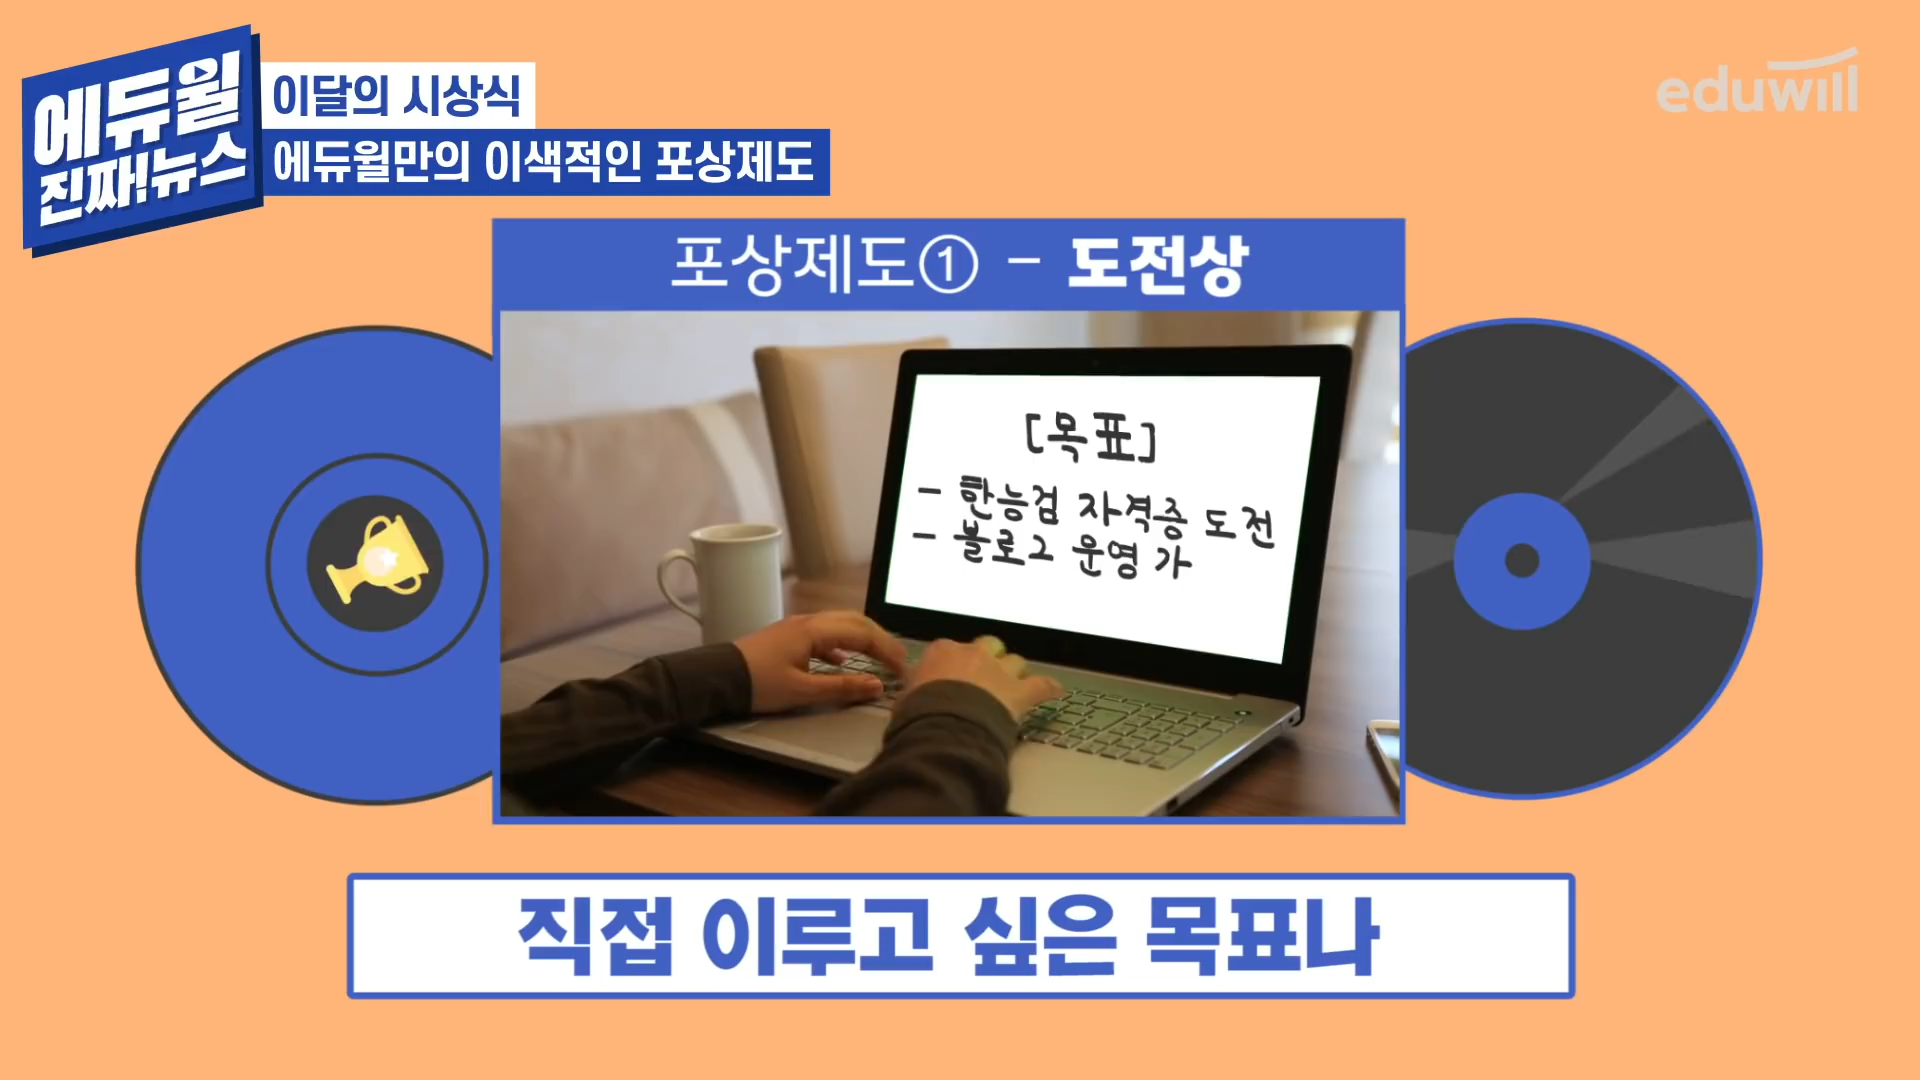 에듀윌
진짜!뉴스
이달의 시상식
에듀윌만의 이색적인 포상제도
eduwill
포상제도① - 도전상
[목표]
- 한능검 자격증 도전
- 블로그 운영 가
직접 이루고 싶은 목표나